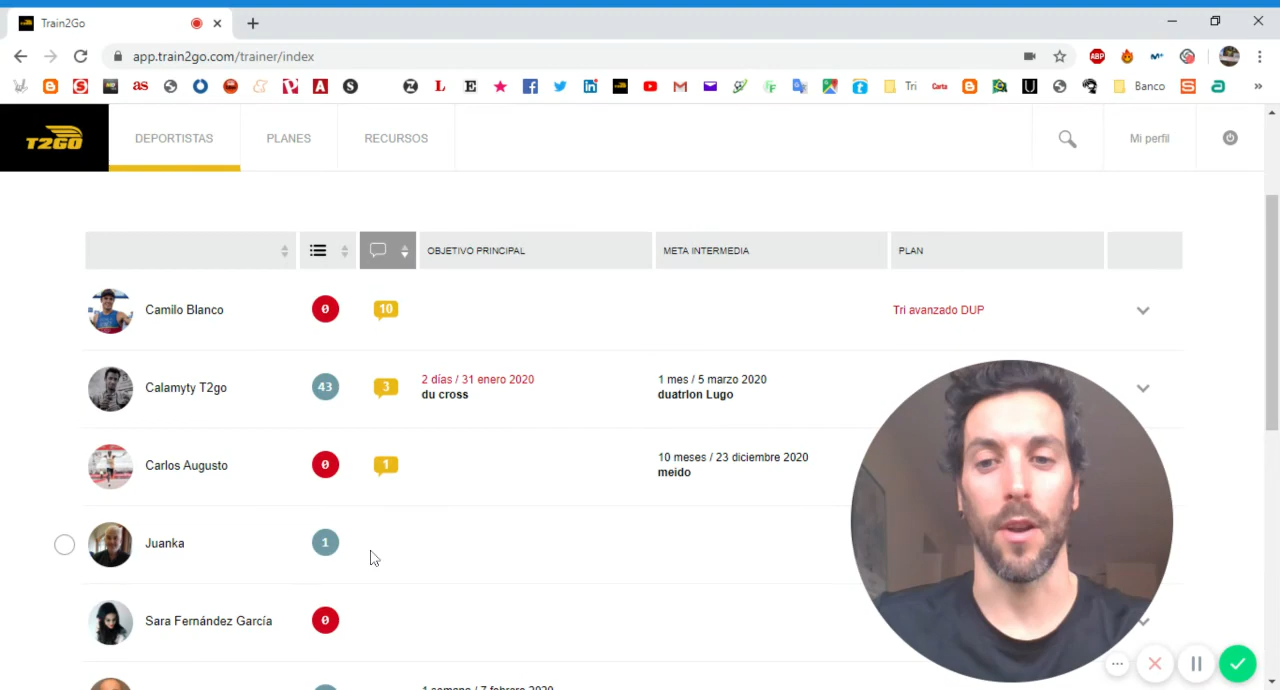 Train2Go
app.train2go.com/trainer/index
ABP
as
Tri
Carta
Banco
T2GO
DEPORTISTAS
PLANES
RECURSOS
Mi perfil
OBJETIVO PRINCIPAL
META INTERMEDIA
PLAN
Camilo Blanco
0
10
Tri avanzado DUP
Calamyty T2go
43
3
2 días / 31 enero 2020
du cross
1 mes / 5 marzo 2020
duatrlon Lugo
Carlos Augusto
0
1
10 meses / 23 diciembre 2020
meido
Juanka
1
Sara Fernández García
0
1 semana / 7 febrero 2020